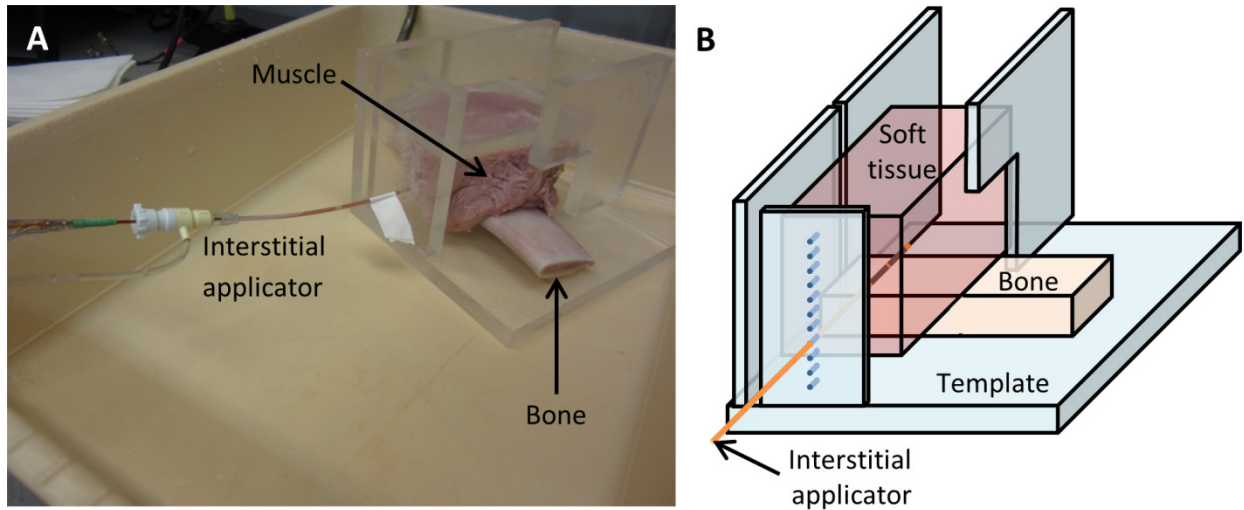 A
Muscle
Interstitial
applicator
Bone
B
Soft
tissue
Bone
Template
Interstitial
applicator